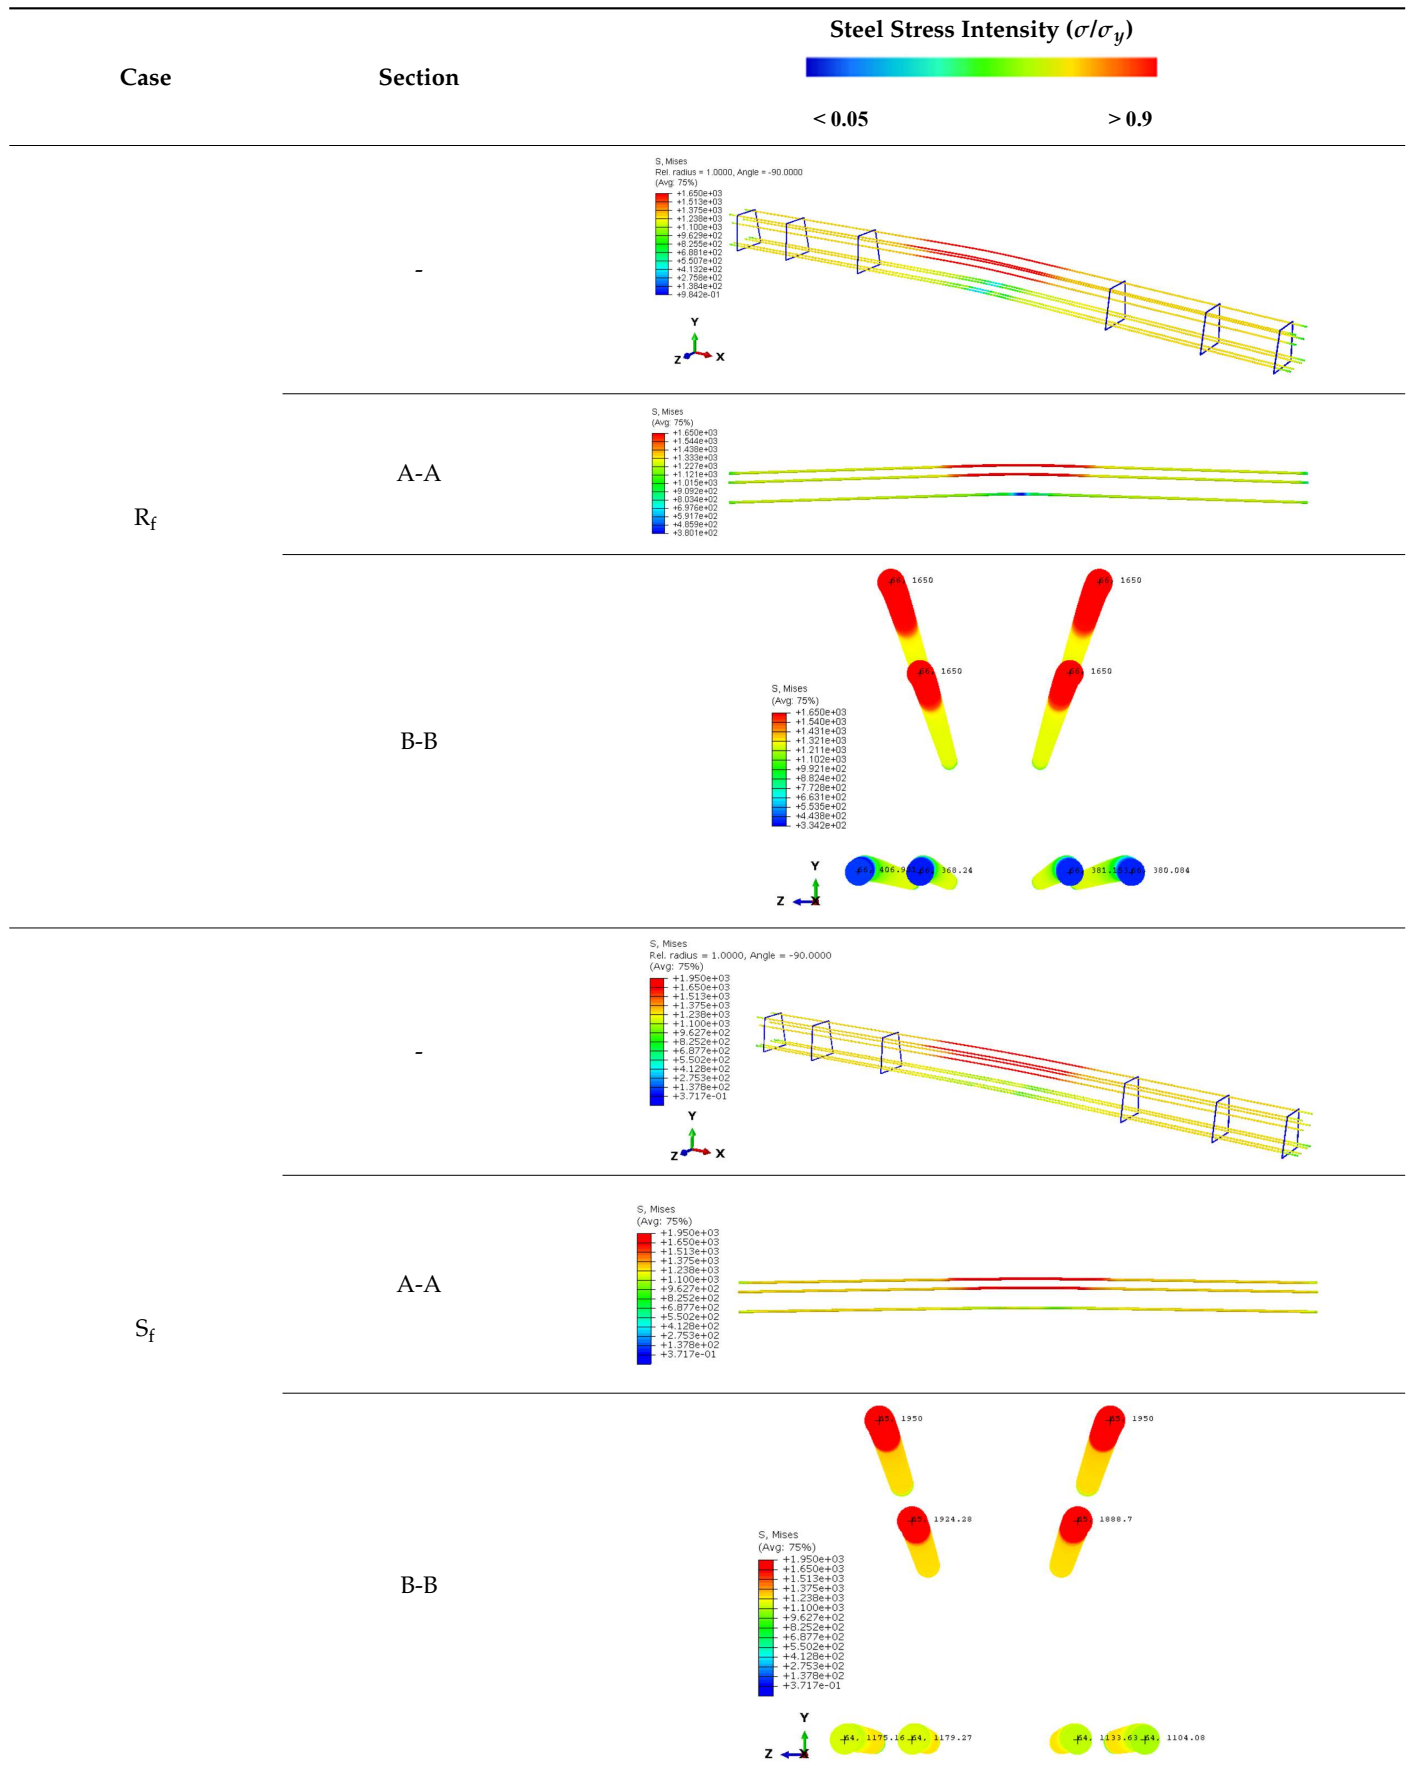 Steel Stress Intensity (σ/σy)
Case
Section
< 0.05
> 0.9
Rf
-
S, Mises
Rel. radius = 1.0000, Angle = -90.0000
(Avg: 75%)
+1.650e+03
+1.513e+03
+1.375e+03
+1.238e+03
+1.100e+03
+9.629e+02
+8.255e+02
+6.881e+02
+5.507e+02
+4.132e+02
+2.758e+02
+1.384e+02
+9.842e-01
Y
Z
X
A-A
S, Mises
(Avg: 75%)
+1.650e+03
+1.544e+03
+1.438e+03
+1.333e+03
+1.227e+03
+1.121e+03
+1.015e+03
+9.092e+02
+8.034e+02
+6.976e+02
+5.917e+02
+4.859e+02
+3.801e+02
B-B
1650
1650
1650
1650
S, Mises
(Avg: 75%)
+1.650e+03
+1.540e+03
+1.431e+03
+1.321e+03
+1.211e+03
+1.102e+03
+9.921e+02
+8.824e+02
+7.728e+02
+6.631e+02
+5.535e+02
+4.438e+02
+3.342e+02
368.24
380.084
Y
Z
X
Sf
-
S, Mises
Rel. radius = 1.0000, Angle = -90.0000
(Avg: 75%)
+1.950e+03
+1.650e+03
+1.513e+03
+1.375e+03
+1.238e+03
+1.100e+03
+9.627e+02
+8.252e+02
+6.877e+02
+5.502e+02
+4.128e+02
+2.753e+02
+1.378e+02
+3.717e-01
Y
Z
X
A-A
S, Mises
(Avg: 75%)
+1.950e+03
+1.650e+03
+1.513e+03
+1.375e+03
+1.238e+03
+1.100e+03
+9.627e+02
+8.252e+02
+6.877e+02
+5.502e+02
+4.128e+02
+2.753e+02
+1.378e+02
+3.717e-01
B-B
1950
1950
1924.28
1888.7
S, Mises
(Avg: 75%)
+1.950e+03
+1.650e+03
+1.513e+03
+1.375e+03
+1.238e+03
+1.100e+03
+9.627e+02
+8.252e+02
+6.877e+02
+5.502e+02
+4.128e+02
+2.753e+02
+1.378e+02
+3.717e-01
1175.16
1179.27
1133.63
1104.08
Y
Z
X